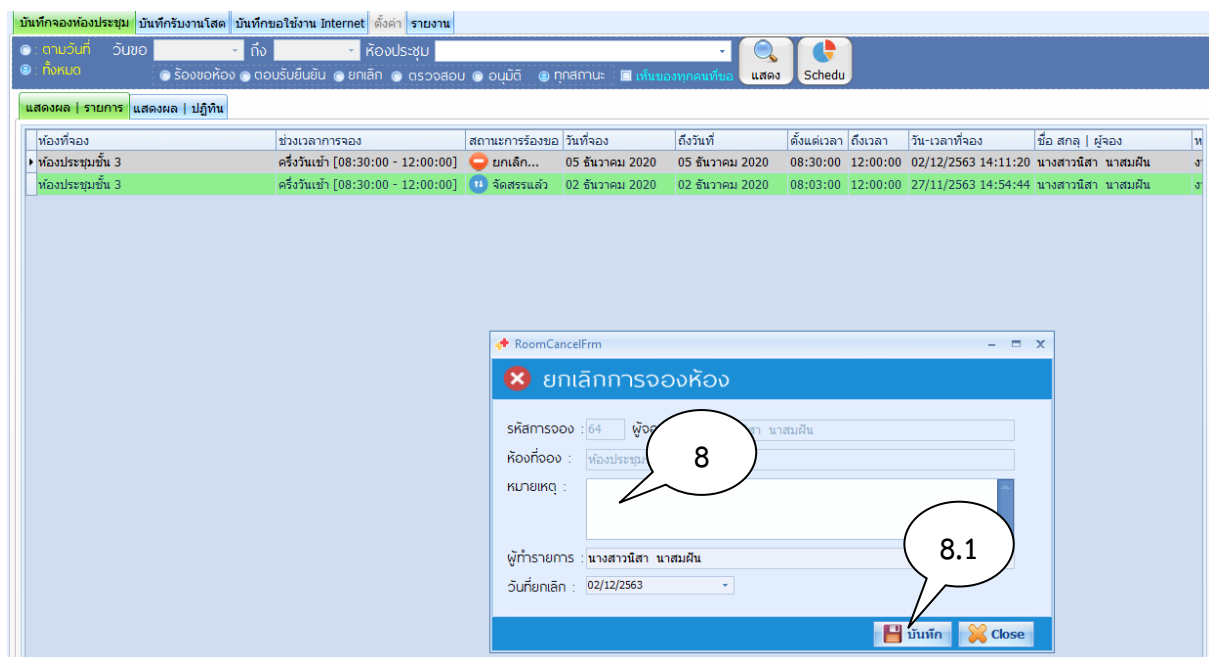 บันทึกจองห้องประชุม บันทึกรับงานโสต บันทึกขอใช้งาน Internet ตั้งค่า รายงาน
: ตามวันที่ วันขอ ถึง ห้องประชุม
: ทั้งหมด ร้องขอห้อง ตอบรับยืนยัน ยกเลิก ตรวจสอบ อนุมัติ ทุกสถานะ เห็นของทุกคนที่ขอ แสดง Schedu
แสดงผล | รายการ แสดงผล | ปฏิทิน
ห้องที่จอง ช่วงเวลาการจอง สถานะการร้องขอ วันที่จอง ถึงวันที่ ตั้งแต่เวลา ถึงเวลา วัน-เวลาที่จอง ชื่อ สกลุ | ผู้จอง ห
ห้องประชุมชั้น 3 ครึ่งวันเช้า [08:30:00 - 12:00:00] ยกเลิก... 05 ธันวาคม 2020 05 ธันวาคม 2020 08:30:00 12:00:00 02/12/2563 14:11:20 นางสาวนิสา นาสมฝัน
ห้องประชุมชั้น 3 ครึ่งวันเช้า [08:30:00 - 12:00:00] จัดสรรแล้ว 02 ธันวาคม 2020 02 ธันวาคม 2020 08:03:00 12:00:00 27/11/2563 14:54:44 นางสาวนิสา นาสมฝัน
RoomCancelFrm
ยกเลิกการจองห้อง
รหัสการจอง : 64 ผู้จอ นาสมฝัน
ห้องที่จอง : ห้องประชุม
8
หมายเหตุ :
8.1
ผู้ทำรายการ : นางสาวนิสา นาสมฝัน
วันที่ยกเลิก : 02/12/2563
บันทึก Close